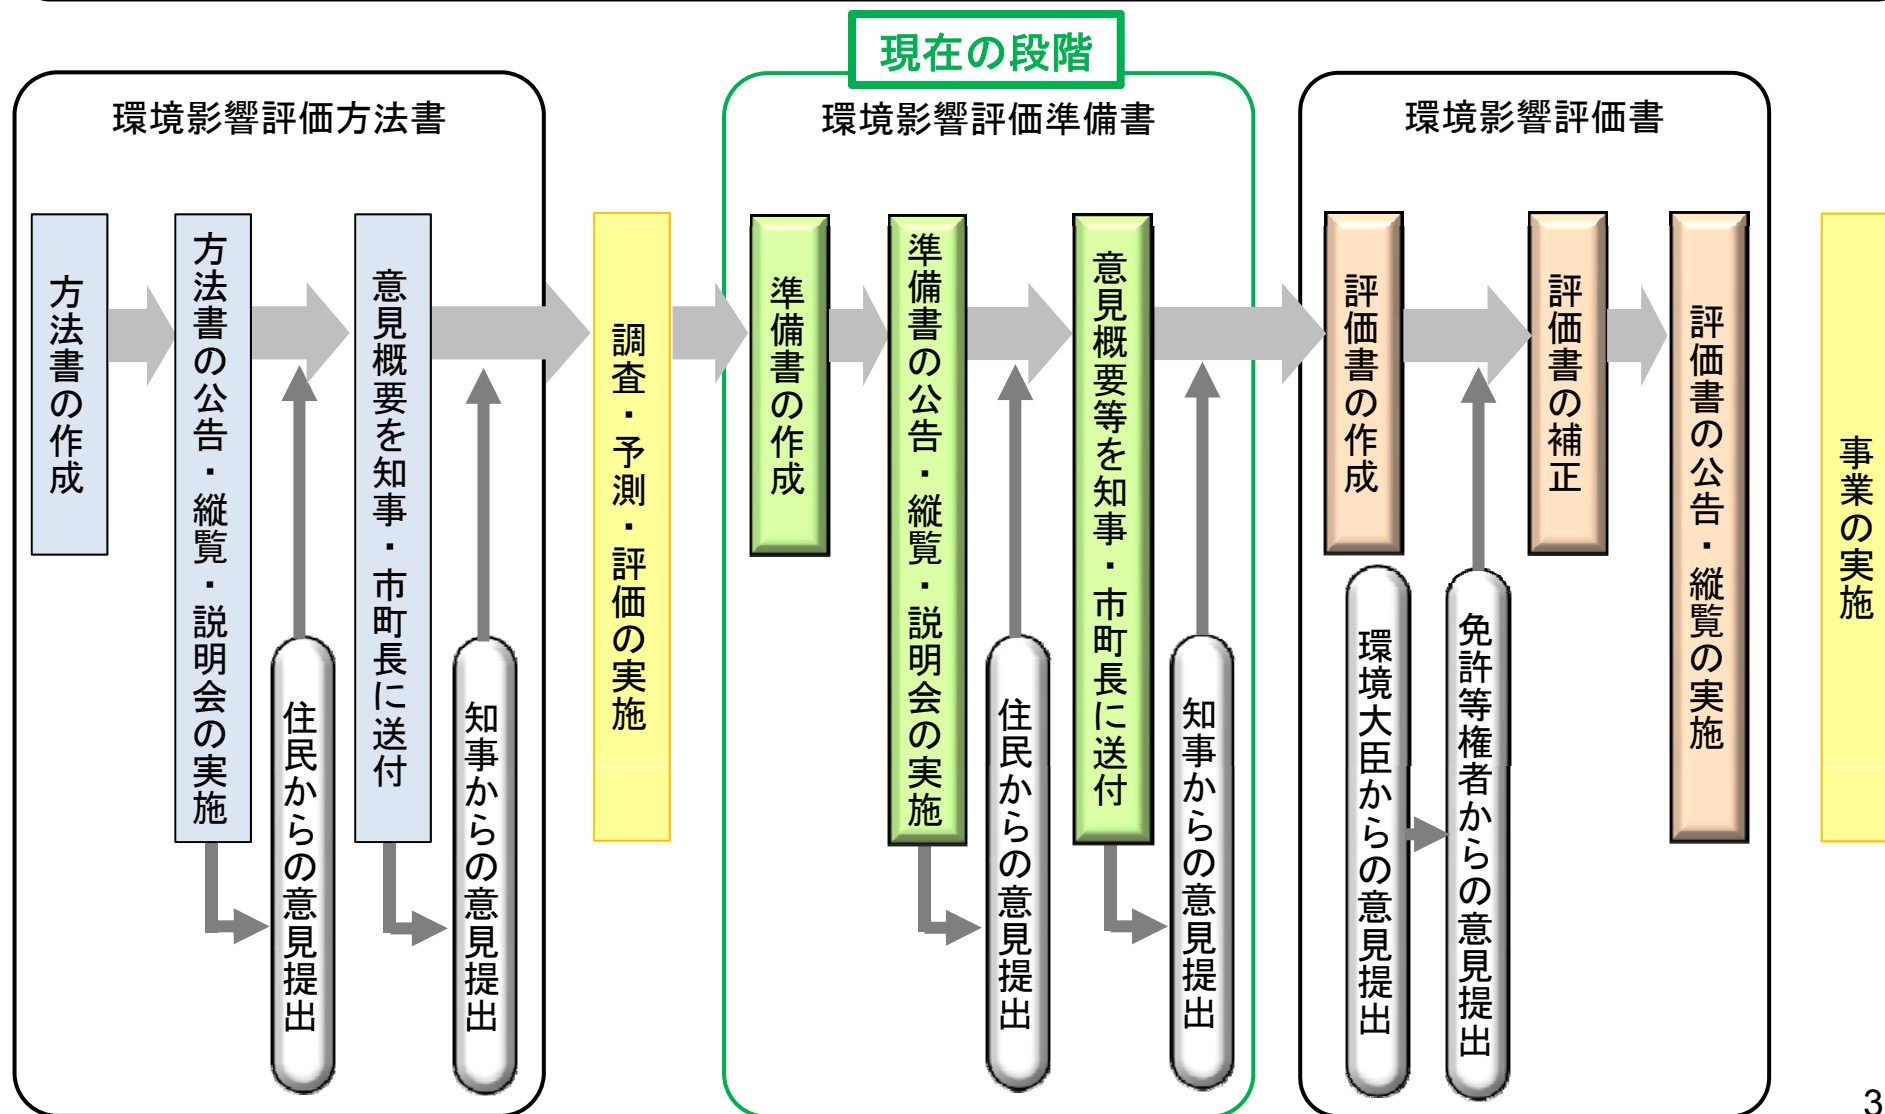 現在の段階
環境影響評価方法書
方法書の作成
方法書の公告・縦覧・説明会の実施
住民からの意見提出
意見概要を知事・市町長に送付
知事からの意見提出
調査・予測・評価の実施
環境影響評価準備書
準備書の作成
準備書の公告・縦覧・説明会の実施
住民からの意見提出
意見概要等を知事・市町長に送付
知事からの意見提出
環境影響評価書
評価書の作成
環境大臣からの意見提出
免許等権者からの意見提出
評価書の補正
評価書の公告・縦覧の実施
事業の実施
3